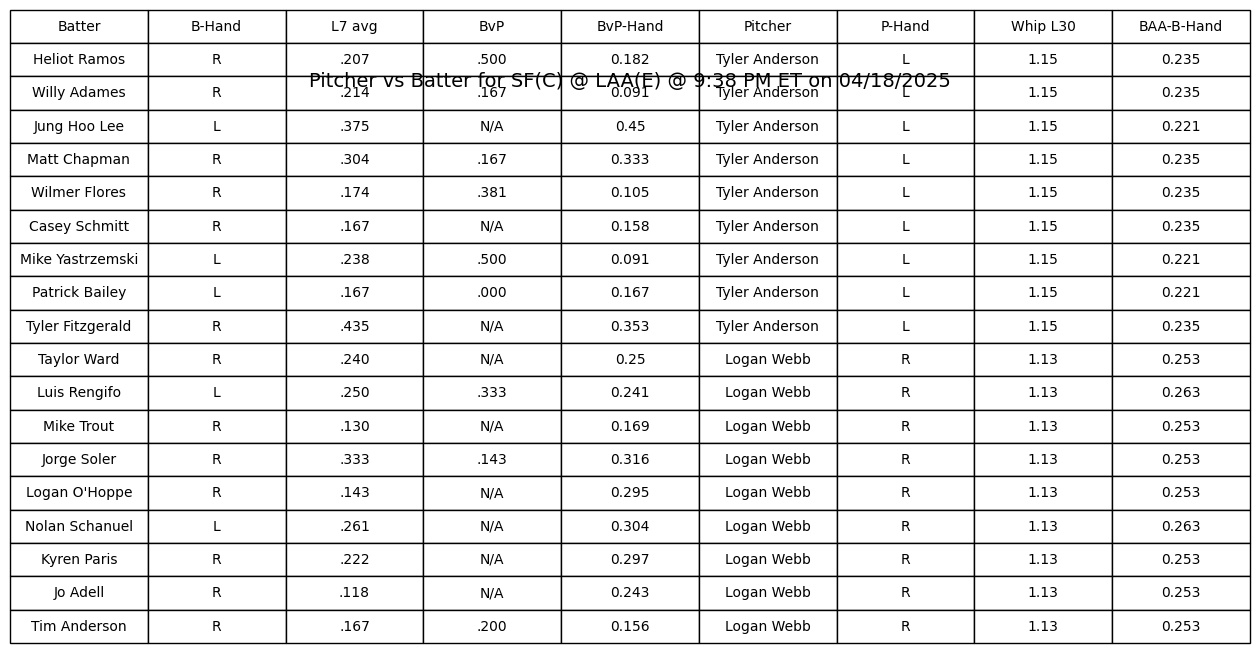 Batter B-Hand L7 avg BvP BvP-Hand Pitcher P-Hand Whip L30 BAA-B-Hand
Heliot Ramos R .207 .500 0.182 Tyler Anderson L 1.15 0.235
Pitcher vs Batter for SF(C) @ LAA(E) @ 9:38 PM ET on 04/18/2025
Willy Adames R .214 .167 0.091 Tyler Anderson L 1.15 0.235
Jung Hoo Lee L .375 N/A 0.45 Tyler Anderson L 1.15 0.221
Matt Chapman R .304 .167 0.333 Tyler Anderson L 1.15 0.235
Wilmer Flores R .174 .381 0.105 Tyler Anderson L 1.15 0.235
Casey Schmitt R .167 N/A 0.158 Tyler Anderson L 1.15 0.235
Mike Yastrzemski L .238 .500 0.091 Tyler Anderson L 1.15 0.221
Patrick Bailey L .167 .000 0.167 Tyler Anderson L 1.15 0.221
Tyler Fitzgerald R .435 N/A 0.353 Tyler Anderson L 1.15 0.235
Taylor Ward R .240 N/A 0.25 Logan Webb R 1.13 0.253
Luis Rengifo L .250 .333 0.241 Logan Webb R 1.13 0.263
Mike Trout R .130 N/A 0.169 Logan Webb R 1.13 0.253
Jorge Soler R .333 .143 0.316 Logan Webb R 1.13 0.253
Logan O'Hoppe R .143 N/A 0.295 Logan Webb R 1.13 0.253
Nolan Schanuel L .261 N/A 0.304 Logan Webb R 1.13 0.263
Kyren Paris R .222 N/A 0.297 Logan Webb R 1.13 0.253
Jo Adell R .118 N/A 0.243 Logan Webb R 1.13 0.253
Tim Anderson R .167 .200 0.156 Logan Webb R 1.13 0.253